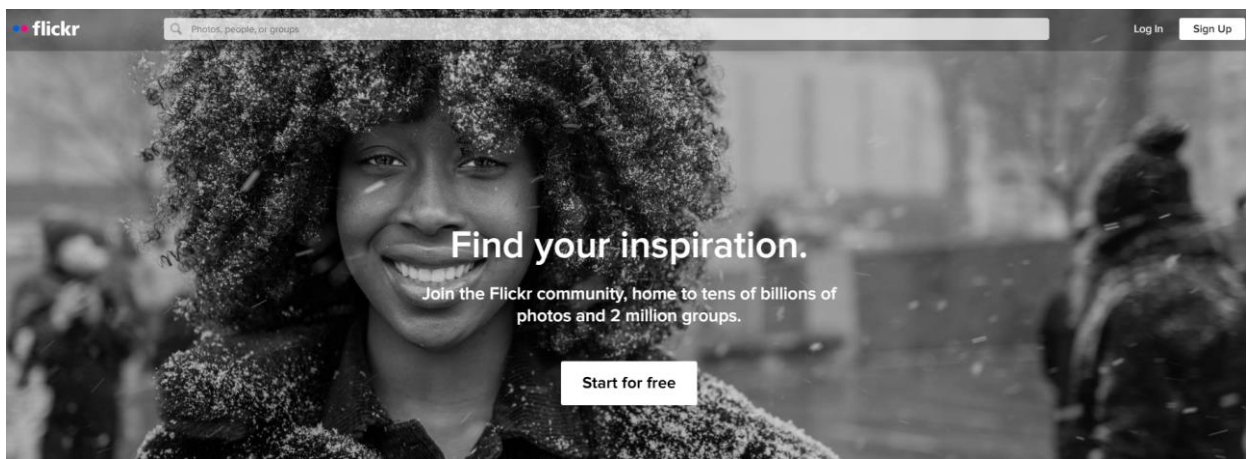 flickr
Photos, people, or groups
Log In
Sign Up
Find your inspiration.
Join the Flickr community, home to tens of billions of
photos and 2 million groups.
Start for free